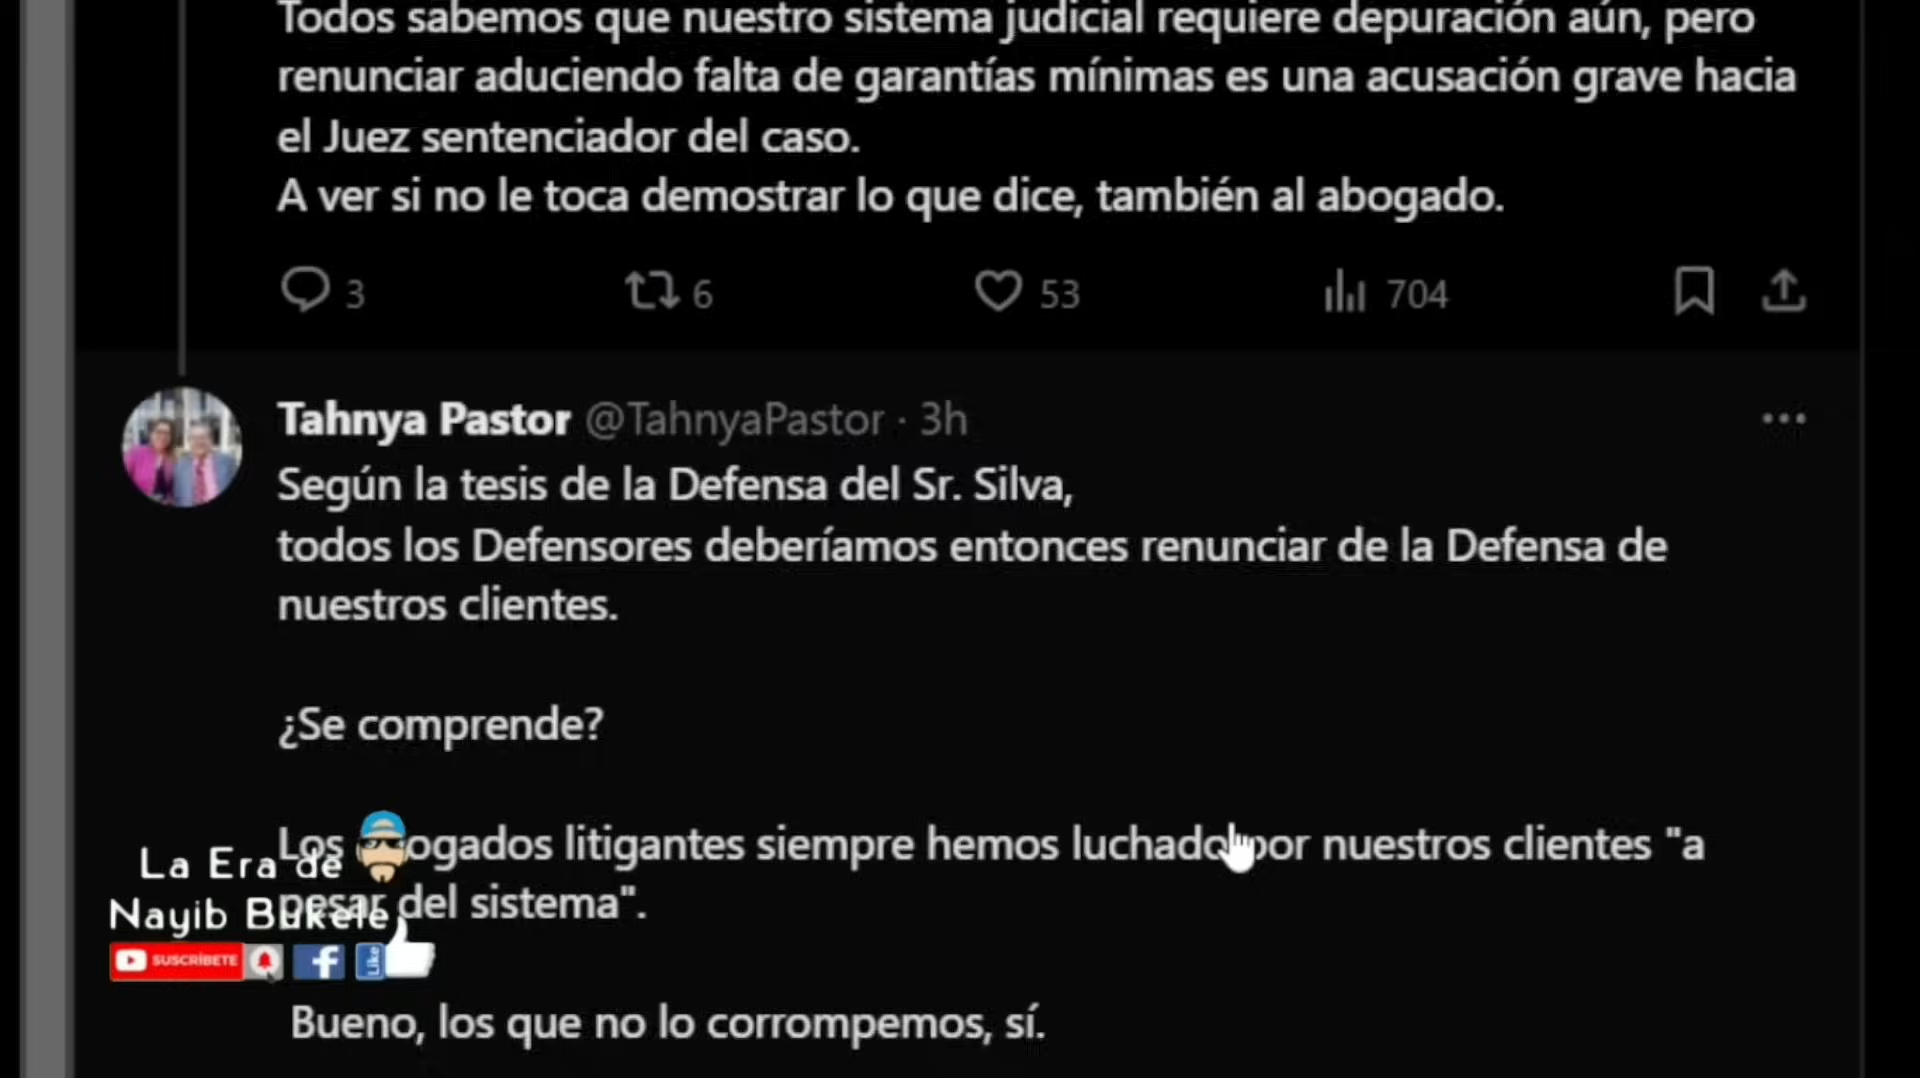 Todos sabemos que nuestro sistema judicial requiere depuración aún, pero
renunciar aduciendo falta de garantías mínimas es una acusación grave hacia
el Juez sentenciador del caso.
A ver si no le toca demostrar lo que dice, también al abogado.
3 6 53 704
Tahnya Pastor @TahnyaPastor · 3h
Según la tesis de la Defensa del Sr. Silva,
todos los Defensores deberíamos entonces renunciar de la Defensa de
nuestros clientes.
¿Se comprende?
Los ogados litigantes siempre hemos luchado por nuestros clientes "a
pesar del sistema".
La Era de
Nayib Bukele
SUSCRÍBETE
Like
Bueno, los que no lo corrompemos, sí.